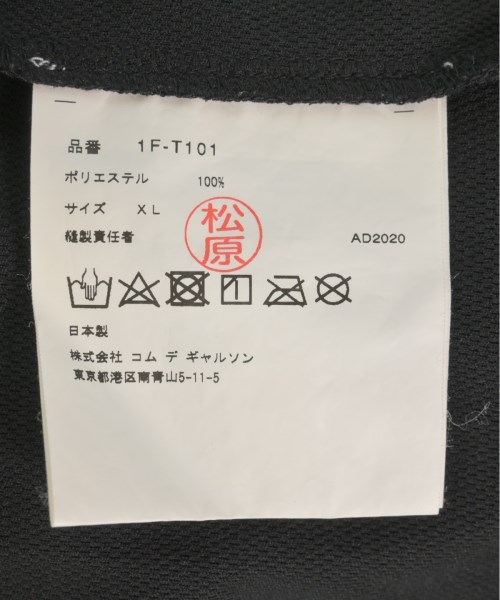 品番 1F-T101
ポリエステル 100%
サイズ XL
松原
縫製責任者 AD2020
日本製
株式会社 コム デ ギャルソン
東京都港区南青山5-11-5